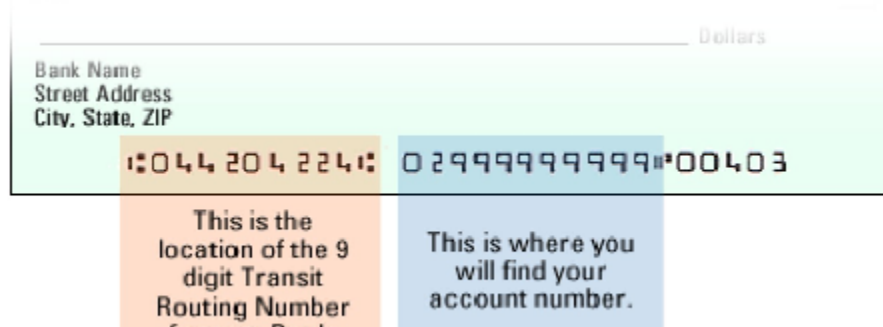 Dollars
Bank Name
Street Address
City, State, ZIP
⑆044204224⑆ 02999999999⑈00403
This is the
location of the 9
digit Transit
Routing Number
This is where you
will find your
account number.